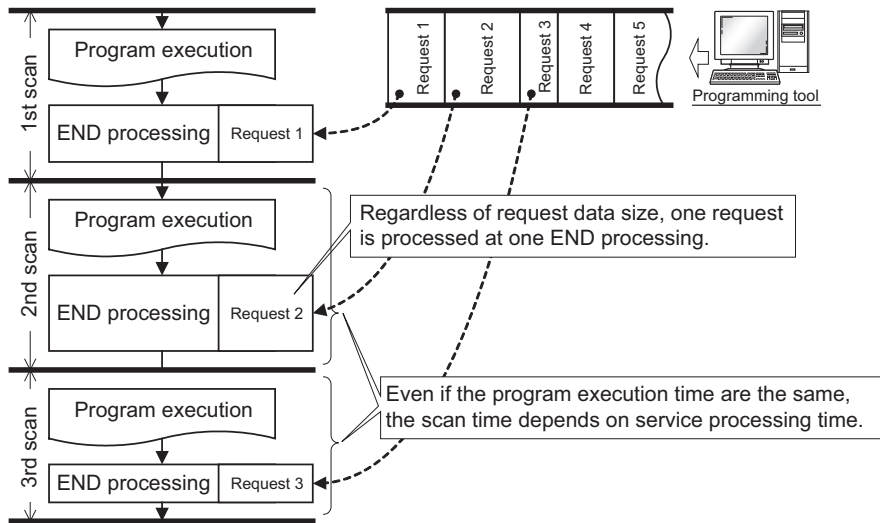 1st scan
Program execution
END processing
Request 1
Request 1
Request 2
Request 3
Request 4
Request 5
Programming tool
2nd scan
Program execution
END processing
Request 2
Regardless of request data size, one request
is processed at one END processing.
3rd scan
Program execution
END processing
Request 3
Even if the program execution time are the same,
the scan time depends on service processing time.